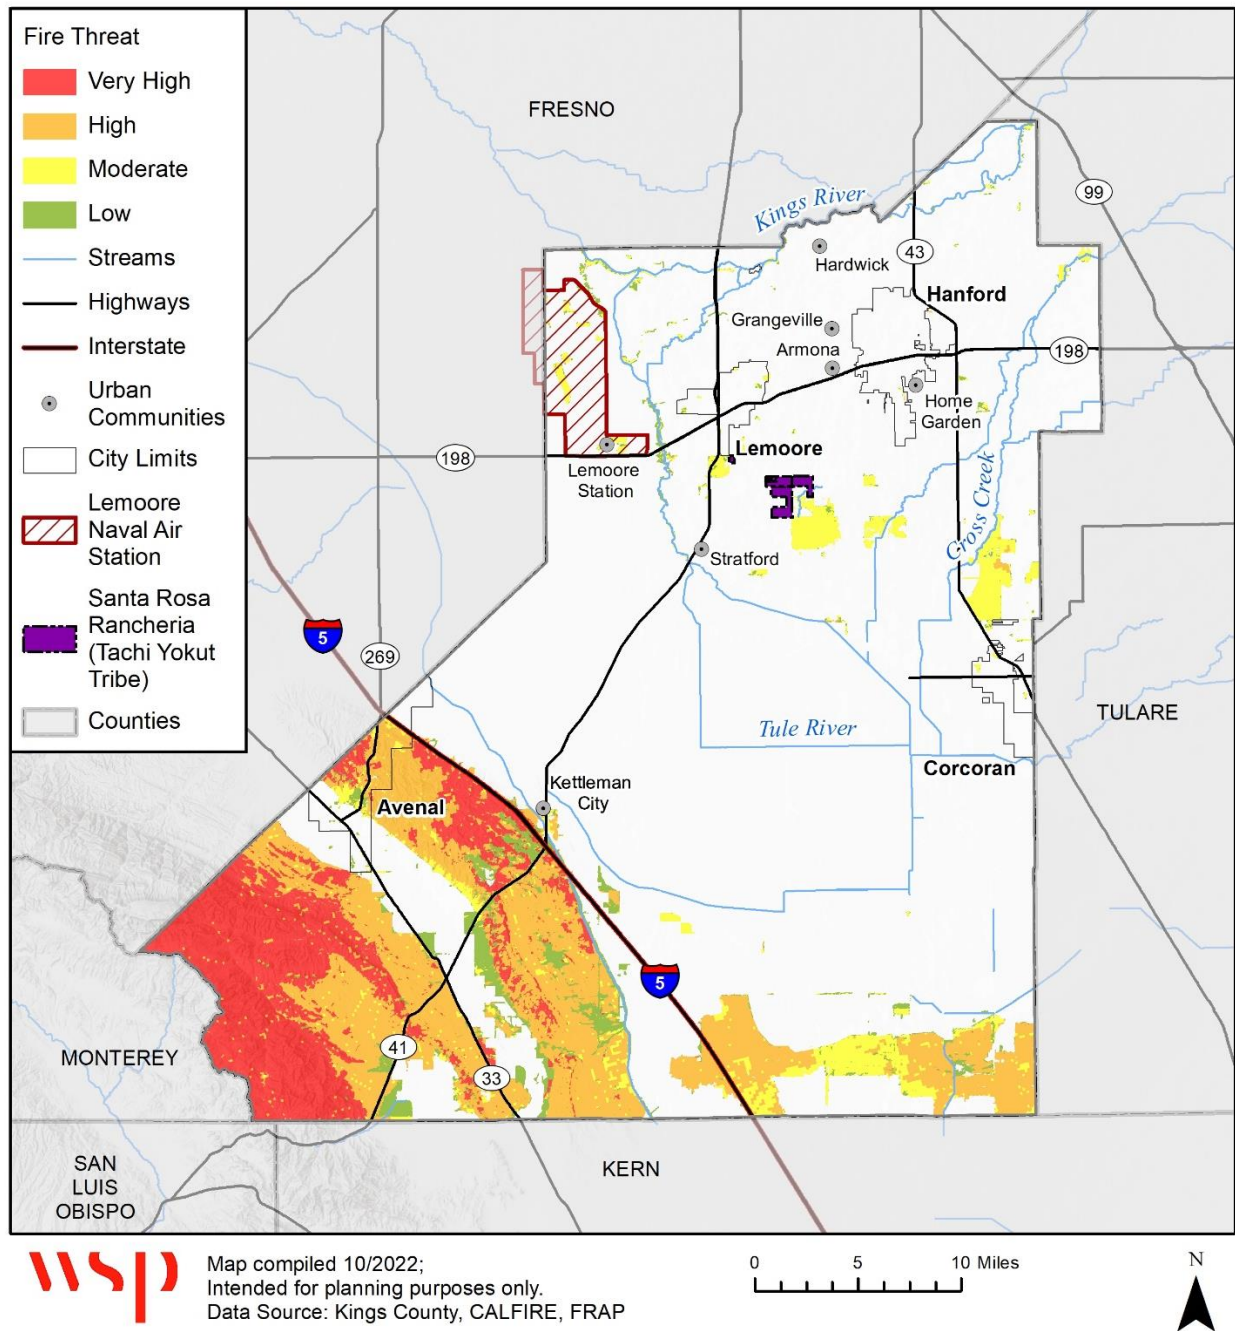 Fire Threat
Very High
High
Moderate
Low
Streams
Highways
Interstate
Urban
Communities
City Limits
Lemoore
Naval Air
Station
Santa Rosa
Rancheria
(Tachi Yokut
Tribe)
Counties
FRESNO
99
Kings River
43
Hardwick
Hanford
Grangeville
Armona
198
Home
Garden
198
Lemoore
Lemoore
Station
Cross Creek
Stratford
5
269
TULARE
Tule River
Corcoran
Kettleman
City
Avenal
5
MONTEREY
41
33
KERN
SAN
LUIS
OBISPO
wsp
Map compiled 10/2022;
Intended for planning purposes only.
Data Source: Kings County, CALFIRE, FRAP
0 5 10 Miles
N